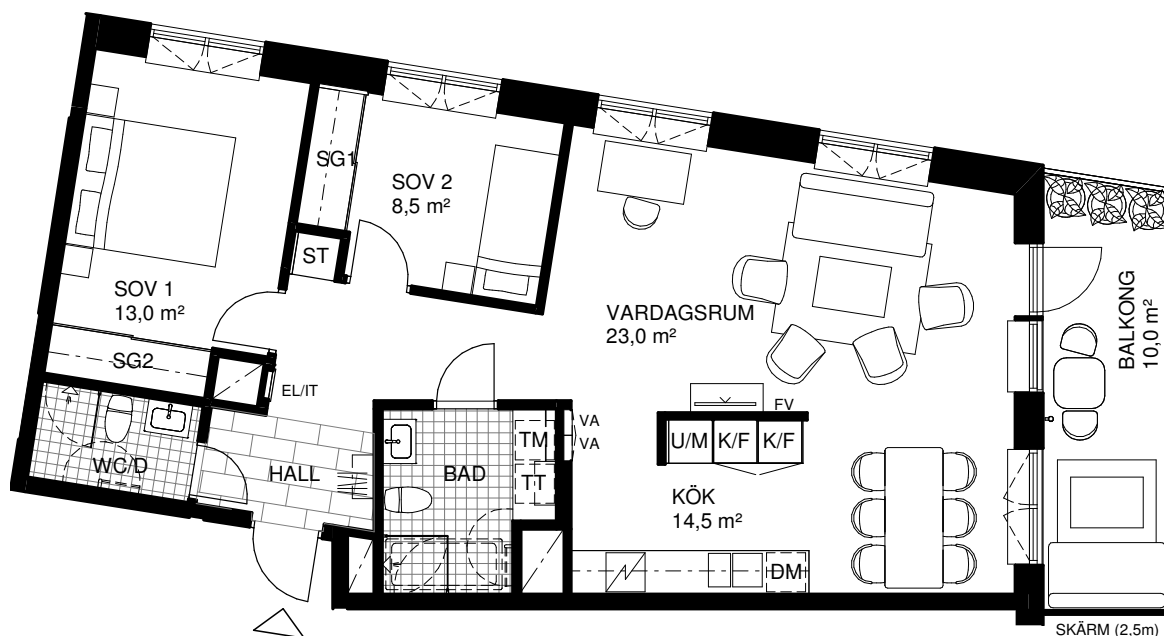 SG1
SOV 2
8,5 m²
ST
SOV 1
13,0 m²
VARDAGSRUM
23,0 m²
BALKONG
10,0 m²
SG2
EL/IT
FV
VA
VA
TM
U/M
K/F
K/F
WC/D
HALL
BAD
TT
KÖK
14,5 m²
DM
SKÄRM (2,5m)